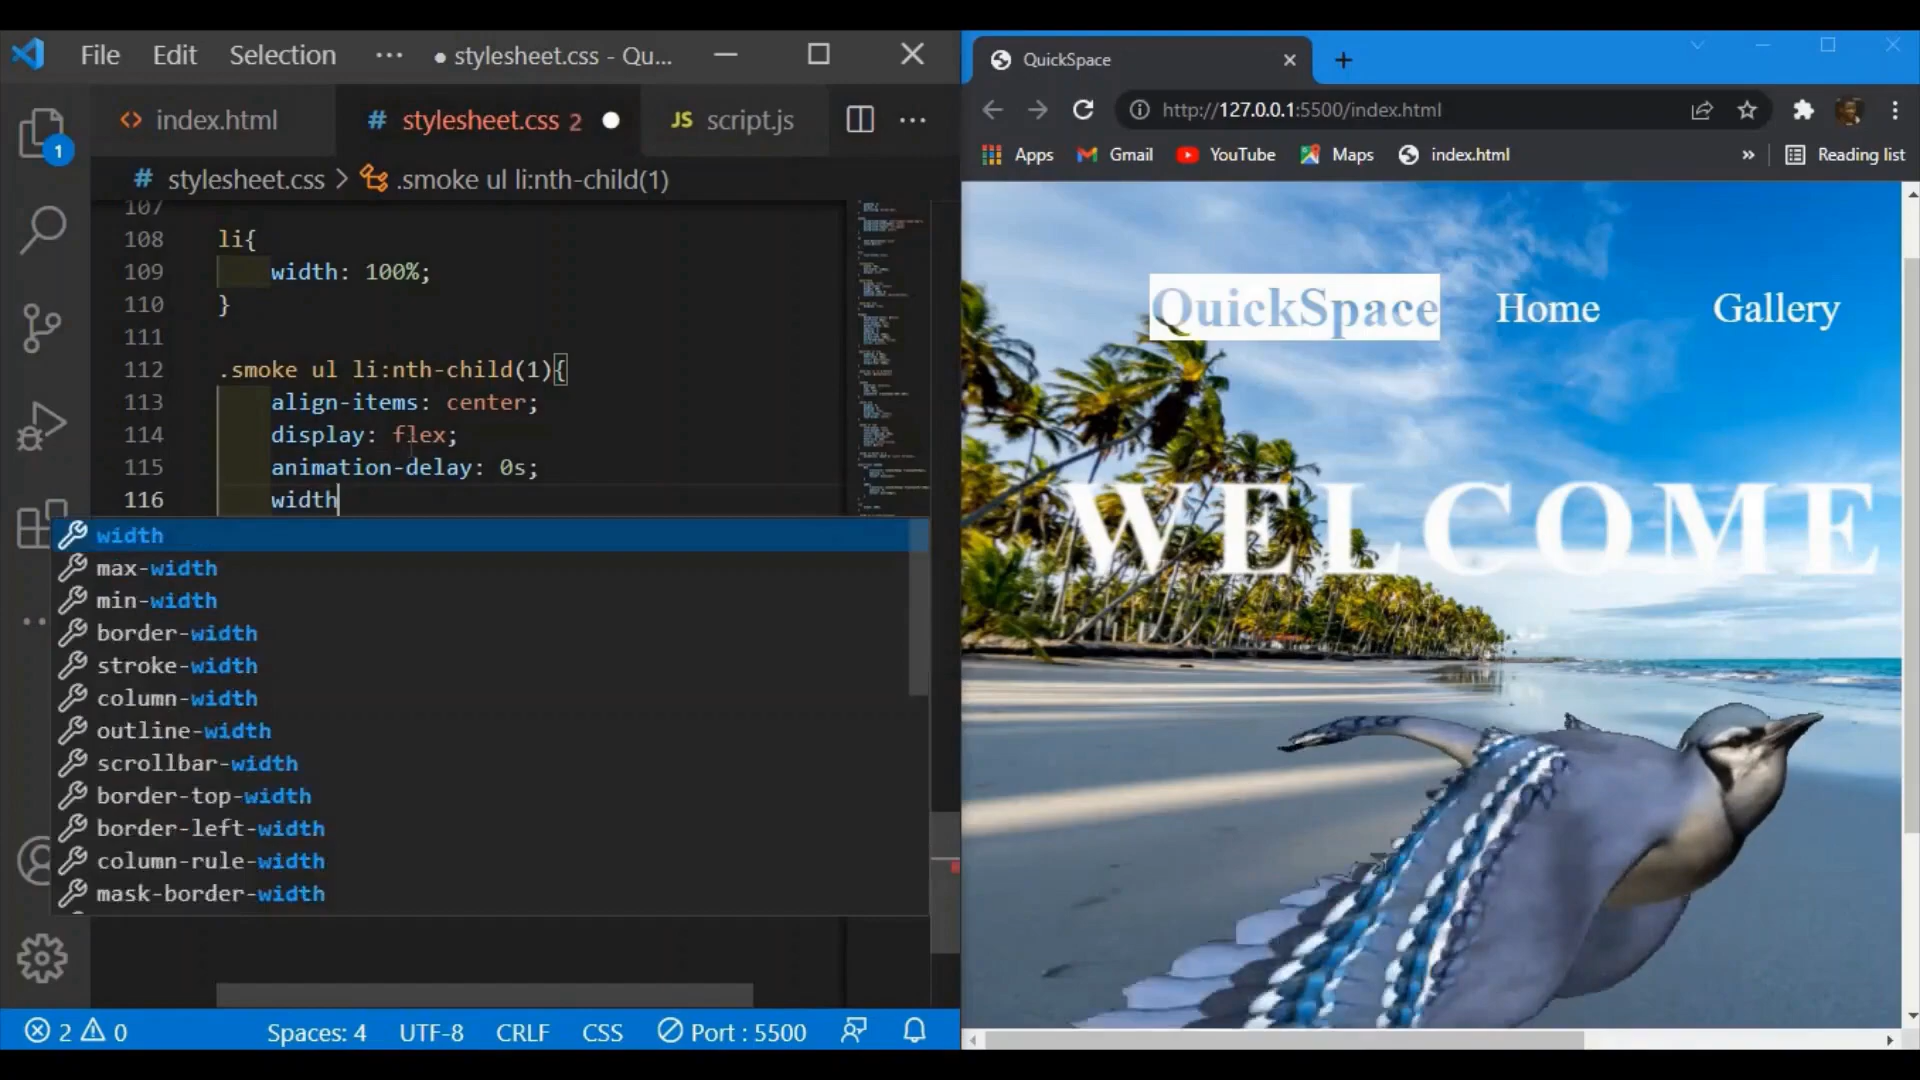 File Edit Selection ··· ● stylesheet.css - Qu...
index.html # stylesheet.css 2 JS script.js ···
# stylesheet.css > .smoke ul li:nth-child(1)
107
108 li{
109 width: 100%;
110 }
111
112 .smoke ul li:nth-child(1){
113 align-items: center;
114 display: flex;
115 animation-delay: 0s;
116 width
width
max-width
min-width
border-width
stroke-width
column-width
outline-width
scrollbar-width
border-top-width
border-left-width
column-rule-width
mask-border-width
1
2 0 Spaces: 4 UTF-8 CRLF CSS Port : 5500
QuickSpace
http://127.0.0.1:5500/index.html
Apps Gmail YouTube Maps index.html » Reading list
QuickSpace Home Gallery
WELCOME